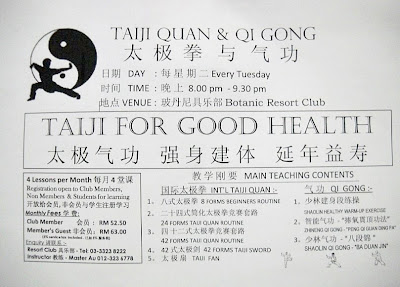 TAIJI QUAN & QI GONG
太 极 拳 与 气 功
日期 DAY : 每星期二 Every Tuesday
时间 TIME : 晚上 8.00 pm - 9.30 pm
地点 VENUE : 玻丹尼俱乐部 Botanic Resort Club
TAIJI FOR GOOD HEALTH
太极气功 强身建体 延年益寿
教学刚要 MAIN TEACHING CONTENTS
4 Lessons per Month 每月 4 堂课
Registration open to Club Members,
Non Members & Students for learning
开放给会员,非会员与学生注册学习
Monthly Fees 学费:
Club Member 会员: RM 52.50
Member's Guest 非会员: RM 63.00
Enquiry 请联系:-
Resort Club 俱乐部 - Tel: 03-3323 8222
Instructor 教练 - Master Au 012-323 6778
国际太极拳 INT'L TAIJI QUAN :-
1. 八式太极拳 8 FORMS BEGINNERS ROUTINE
2. 二十四式简化太极拳竞赛套路
24 FORMS TAIJI QUAN ROUTINE
3. 四十二式太极拳竞赛套路
42 FORMS TAIJI QUAN ROUTINE
4. 42 式太极剑 42 FORMS TAIJI SWORD
5. 太极扇 TAIJI FAN
气功 QI GONG :-
1. 少林健身段练操
SHAOLIN HEALTHY WARM-UP EXERCISE
2. 智能气功 - "捧氣貫頂功法"
ZHINENG QI GONG - "PENG QI GUAN DING FA"
3. 少林气功 - "八段锦"
SHAOLIN QI GONG - "BA DUAN JIN"